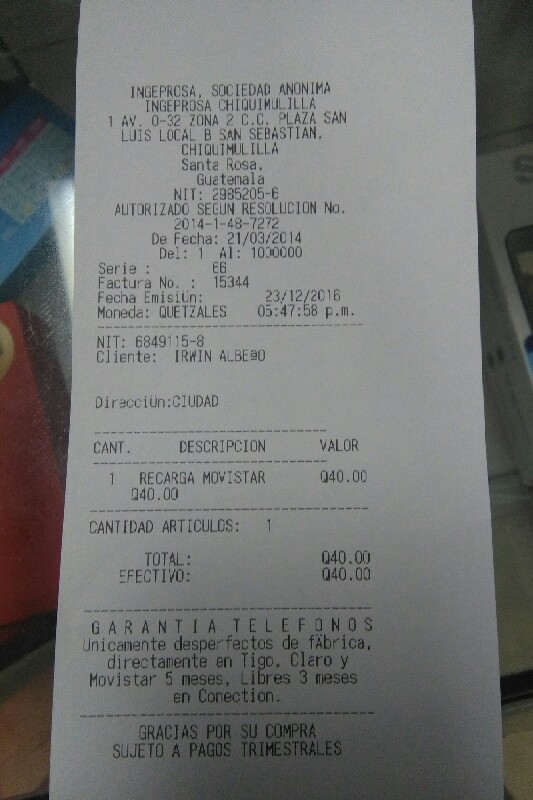 INGEPROSA, SOCIEDAD ANONIMA
INGEPROSA CHIQUIMULILLA
1 AV. 0-32 ZONA 2 C.C. PLAZA SAN
LUIS LOCAL B SAN SEBASTIAN,
CHIQUIMULILLA
Santa Rosa,
Guatemala
NIT: 2985205-6
AUTORIZADO SEGUN RESOLUCION No.
2014-1-48-7272
De Fecha: 21/03/2014
Del: 1 Al: 1000000
Serie : E6
Factura No. : 15344
Fecha Emisiün: 23/12/2016
Moneda: QUETZALES 05:47:58 p.m.
NIT: 6849115-8
Cliente: IRWIN
Direcciün:CIUDAD
CANT. DESCRIPCION VALOR
1 RECARGA MOVISTAR Q40.00
Q40.00
CANTIDAD ARTICULOS: 1
TOTAL: Q40.00
EFECTIVO: Q40.00
G A R A N T I A T E L E F O N O S
Unicamente desperfectos de fÄbrica,
directamente en Tigo, Claro y
Movistar 5 meses, Libres 3 meses
en Conection.
GRACIAS POR SU COMPRA
SUJETO A PAGOS TRIMESTRALES